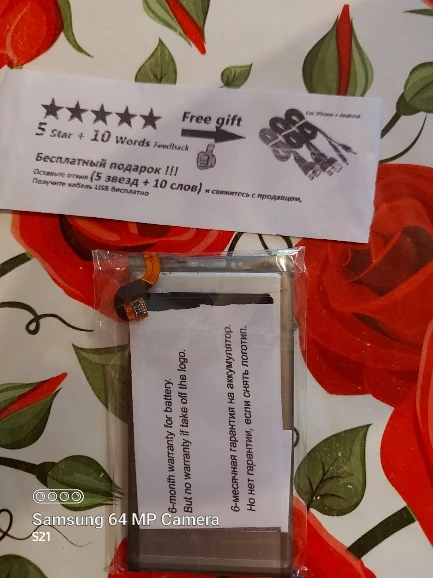 ★★★★★
5 Star + 10 Words Feedback
Free gift
For iPhone + Android
Бесплатный подарок !!!
Оставьте отзыв (5 звезд + 10 слов) и свяжитесь с продавцом,
Получите кабель USB бесплатно
6-month warranty for battery.
But no warranty if take off the logo.
6-месячная гарантия на аккумулятор.
Но нет гарантии, если снять логотип.
Samsung 64 MP Camera
S21